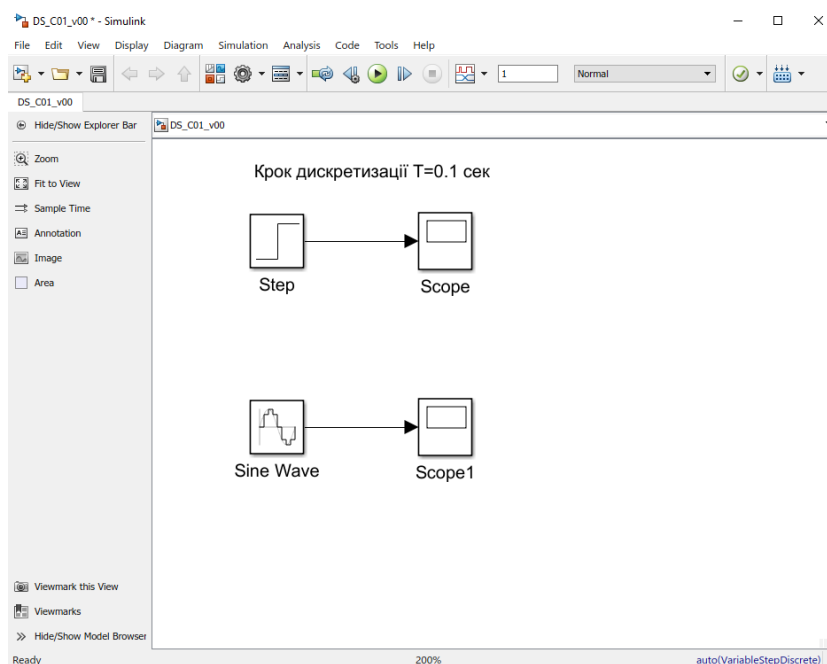 DS_C01_v00 * - Simulink
File Edit View Display Diagram Simulation Analysis Code Tools Help
1 Normal
DS_C01_v00
Hide/Show Explorer Bar DS_C01_v00
Zoom
Fit to View
Sample Time
Annotation
Image
Area
Крок дискретизації T=0.1 сек
Step Scope
Sine Wave Scope1
Viewmark this View
Viewmarks
Hide/Show Model Browser
Ready 200% auto(VariableStepDiscrete)